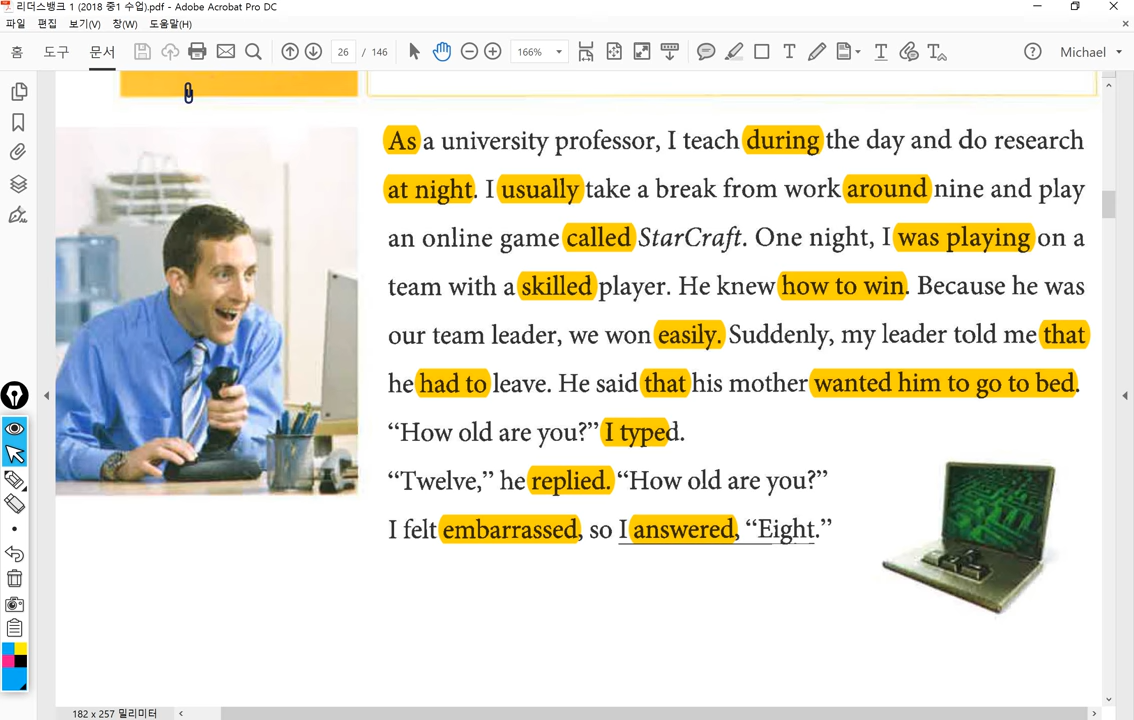 리더스뱅크 1 (2018 중1 수업).pdf - Adobe Acrobat Pro DC
파일 편집 보기(V) 창(W) 도움말(H)
홈 도구 문서 26 / 146 166% Michael
As a university professor, I teach during the day and do research
at night. I usually take a break from work around nine and play
an online game called StarCraft. One night, I was playing on a
team with a skilled player. He knew how to win. Because he was
our team leader, we won easily. Suddenly, my leader told me that
he had to leave. He said that his mother wanted him to go to bed.
“How old are you?” I typed.
“Twelve,” he replied. “How old are you?”
I felt embarrassed, so I answered, “Eight.”
182 x 257 밀리미터